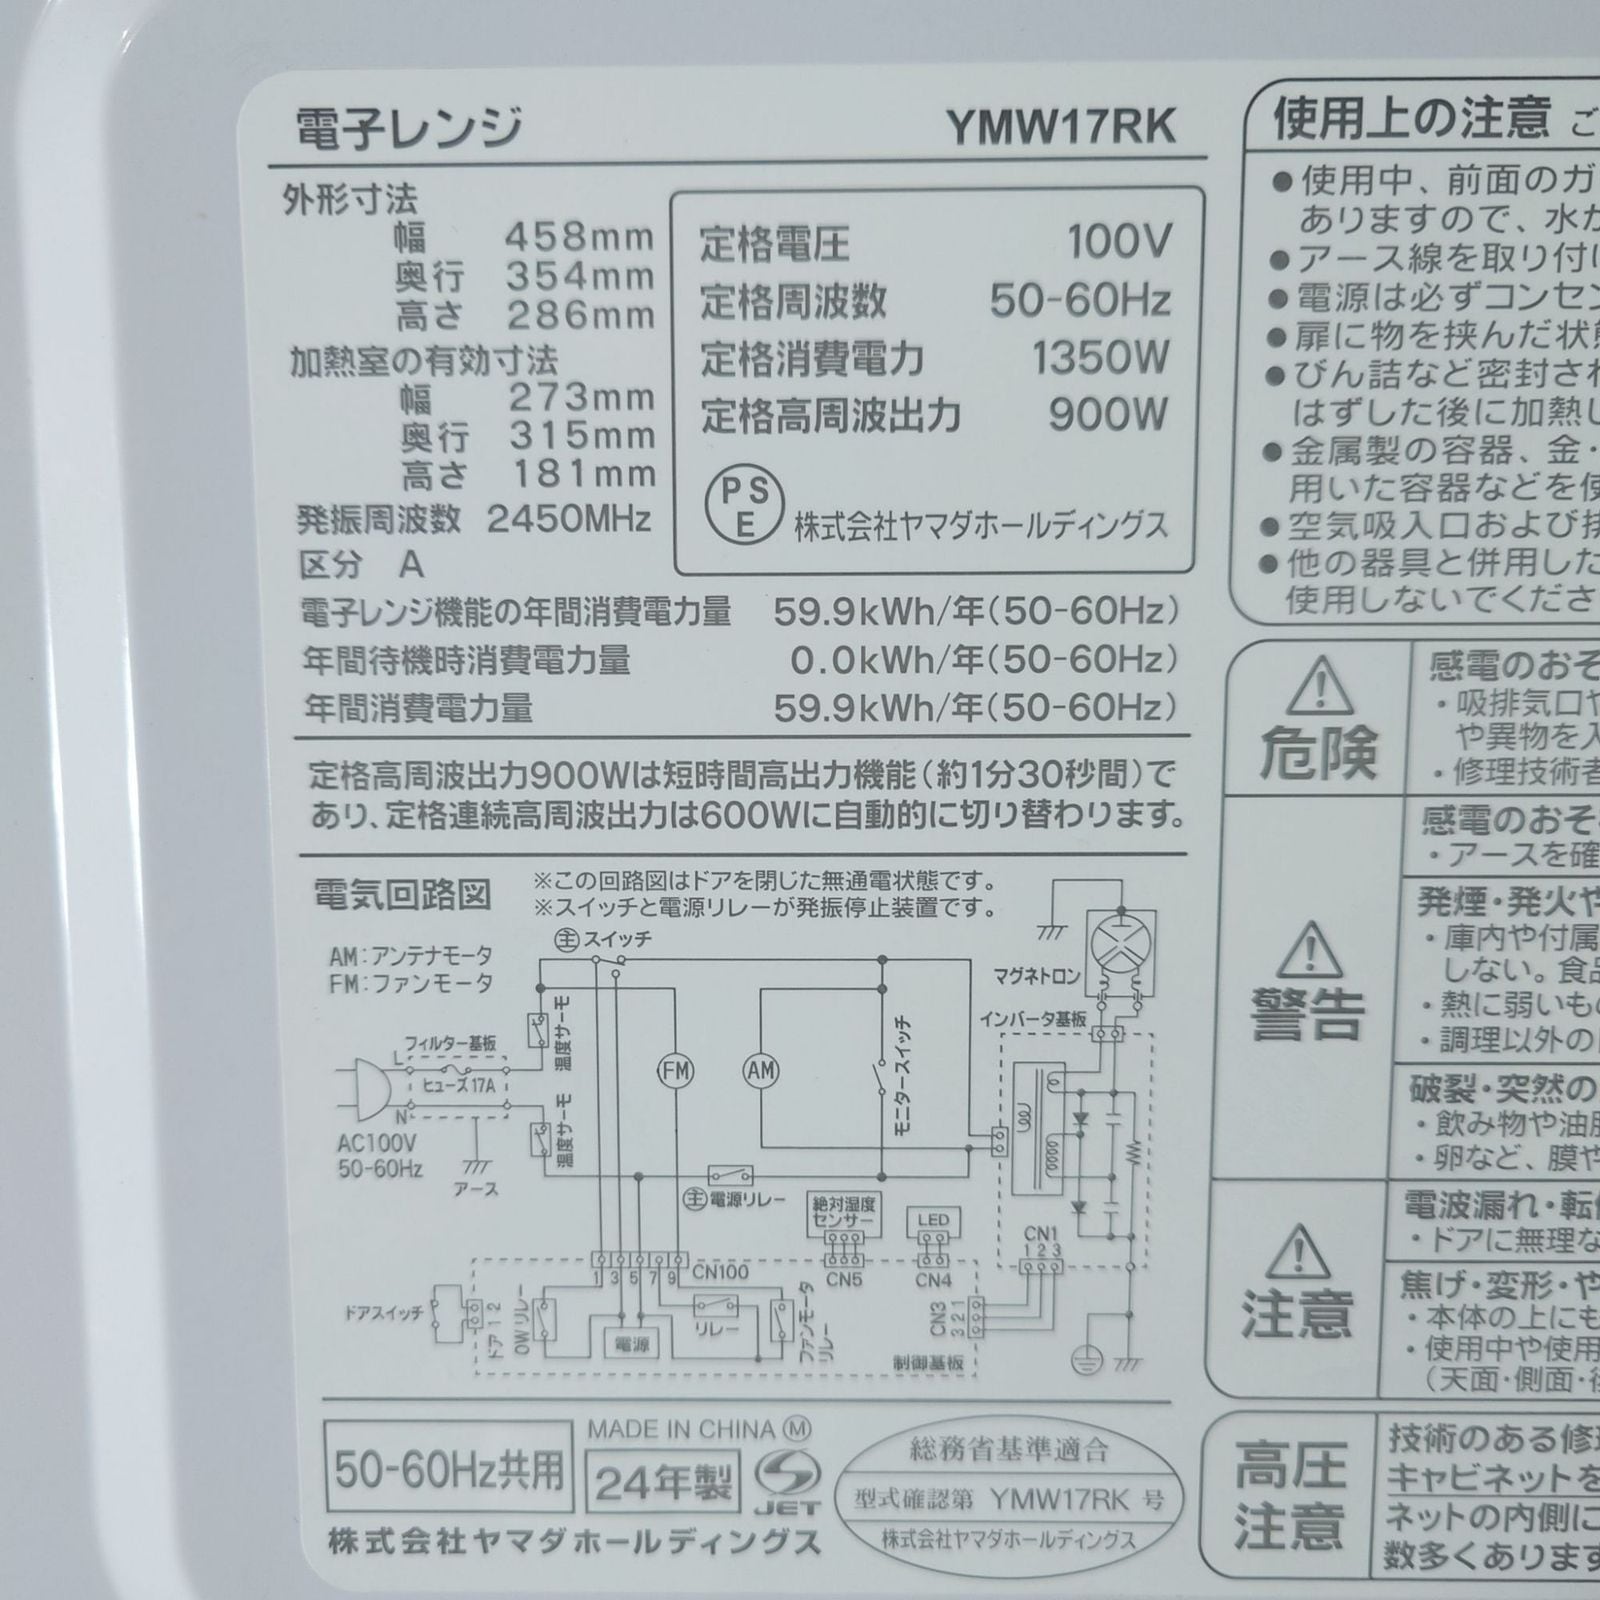 電子レンジ YMW17RK
外形寸法
幅 458mm
奥行 354mm
高さ 286mm
加熱室の有効寸法
幅 273mm
奥行 315mm
高さ 181mm
発振周波数 2450MHz
区分 A
定格電圧 100V
定格周波数 50-60Hz
定格消費電力 1350W
定格高周波出力 900W
PS
E
株式会社ヤマダホールディングス
電子レンジ機能の年間消費電力量 59.9kWh/年(50-60Hz)
年間待機時消費電力量 0.0kWh/年(50-60Hz)
年間消費電力量 59.9kWh/年(50-60Hz)
定格高周波出力900Wは短時間高出力機能(約1分30秒間)で
あり、定格連続高周波出力は600Wに自動的に切り替わります。
電気回路図
※この回路図はドアを閉じた無通電状態です。
※スイッチと電源リレーが発振停止装置です。
AM:アンテナモータ
FM:ファンモータ
主 スイッチ
マグネトロン
インバータ基板
フィルター基板
L
ヒューズ17A
N
AC100V
50-60Hz
アース
温度サーモ
温度サーモ
FM
AM
モニタースイッチ
主 電源リレー
絶対湿度
センサー
LED
CN5
CN4
CN1
1 2 3
CN100
1 3 5 7 9
CN3
3 2 1
ドアスイッチ
ドア 1 2
0Wリレー
電源
リレー
ファンモータ
リレー
制御基板
50-60Hz共用
MADE IN CHINA M
24年製
JET
株式会社ヤマダホールディングス
総務省基準適合
型式確認第 YMW17RK 号
株式会社ヤマダホールディングス
使用上の注意 ご
●使用中、前面のガ
ありますので、水か
●アース線を取り付け
●電源は必ずコンセン
●扉に物を挟んだ状態
●びん詰など密封され
はずした後に加熱し
●金属製の容器、金・
用いた容器などを使
●空気吸入口および排
●他の器具と併用した
使用しないでくださ
危険
感電のおそ
・吸排気口や
や異物を入
・修理技術者
警告
感電のおそ
・アースを確
発煙・発火や
・庫内や付属
しない。食品
・熱に弱いもの
・調理以外の
破裂・突然の
・飲み物や油脂
・卵など、膜や
注意
電波漏れ・転倒
・ドアに無理な
焦げ・変形・や
・本体の上にも
・使用中や使用
(天面・側面・後
高圧
注意
技術のある修理
キャビネットを
ネットの内側に
数多くあります